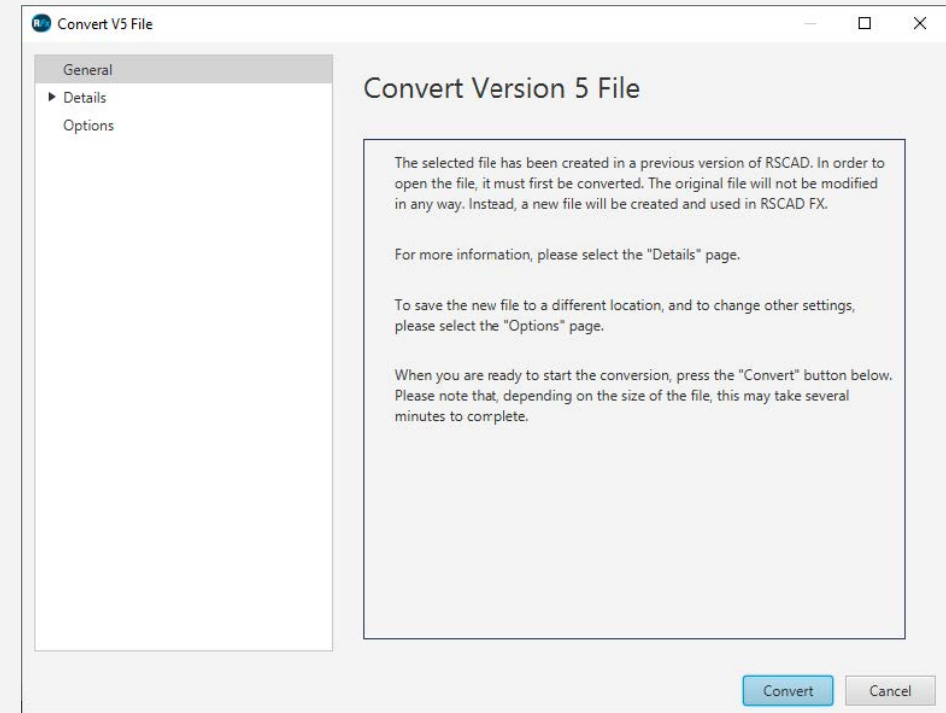 Convert V5 File
General
Details
Options
Convert Version 5 File
The selected file has been created in a previous version of RSCAD. In order to
open the file, it must first be converted. The original file will not be modified
in any way. Instead, a new file will be created and used in RSCAD FX.
For more information, please select the "Details" page.
To save the new file to a different location, and to change other settings,
please select the "Options" page.
When you are ready to start the conversion, press the "Convert" button below.
Please note that, depending on the size of the file, this may take several
minutes to complete.
Convert
Cancel